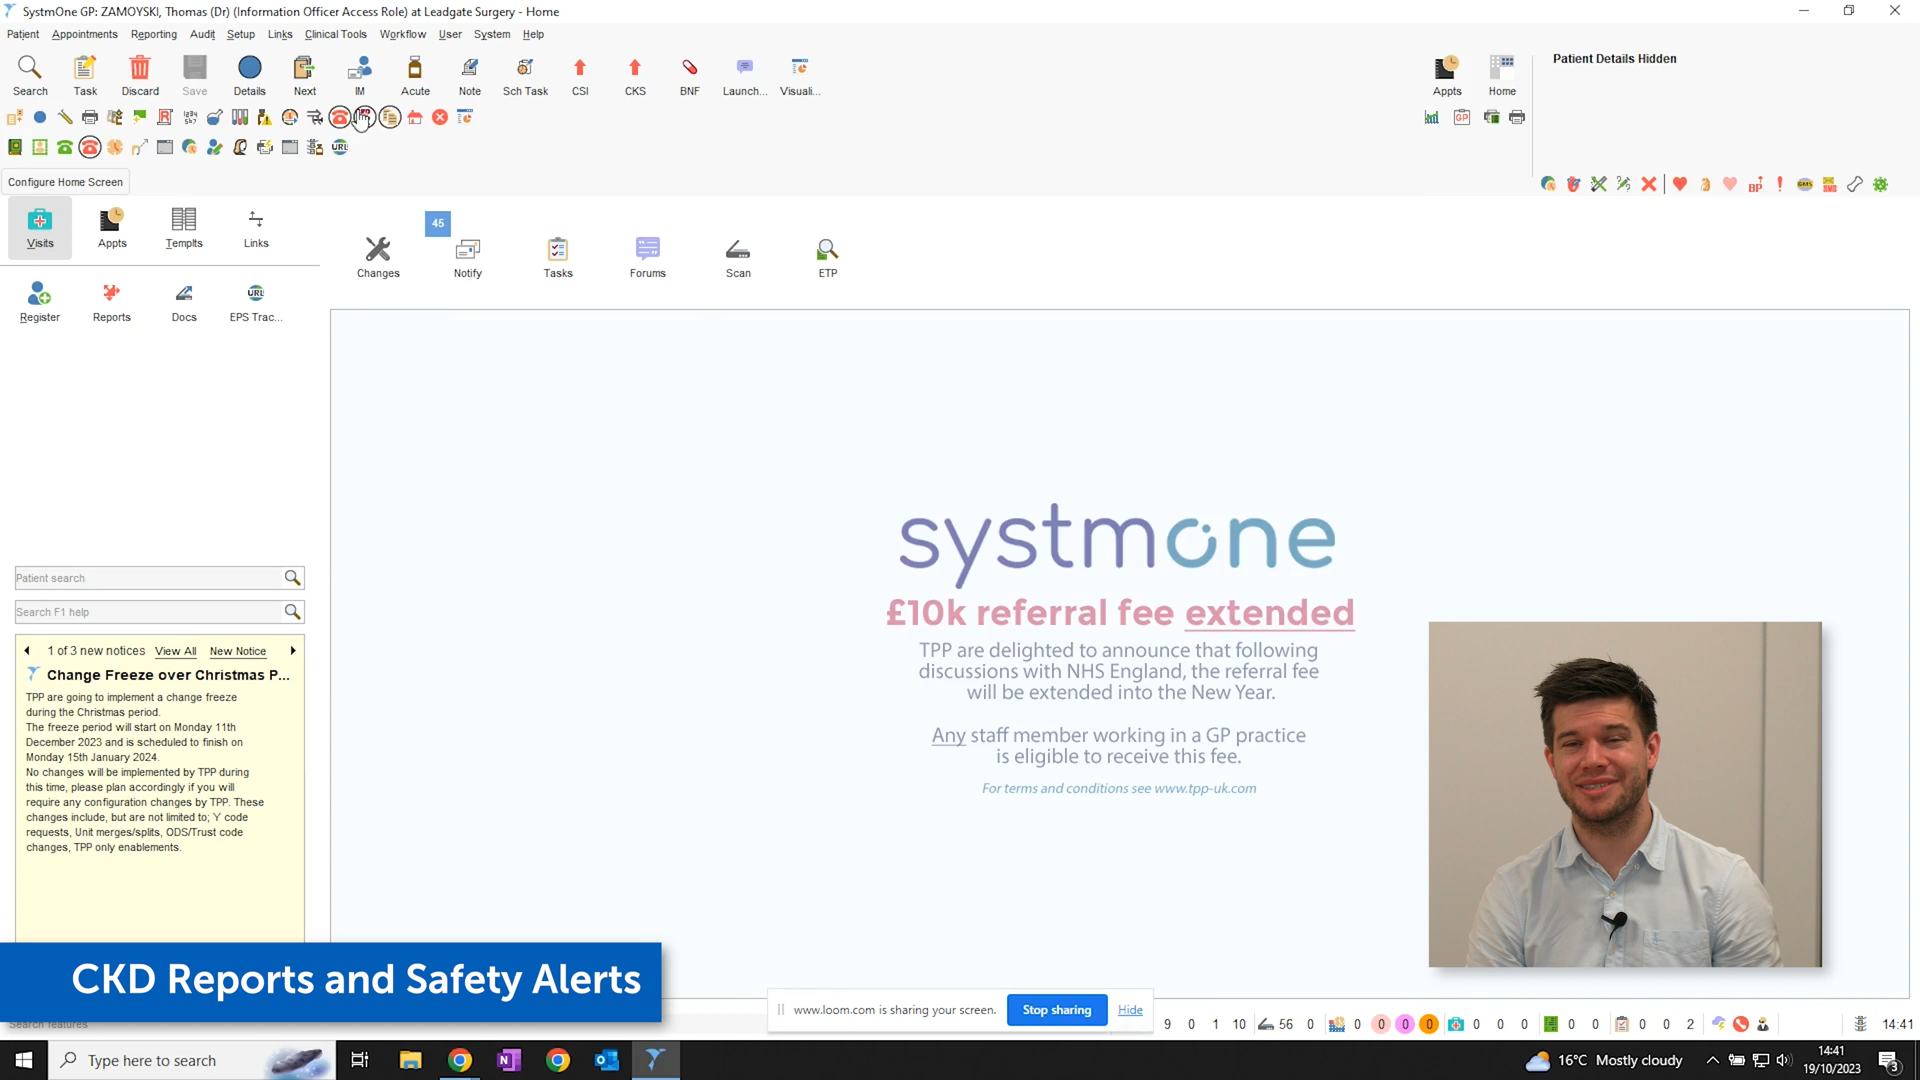 SystmOne GP: ZAMOYSKI, Thomas (Dr) (Information Officer Access Role) at Leadgate Surgery - Home
Patient Appointments Reporting Audit Setup Links Clinical Tools Workflow User System Help
Search Task Discard Save Details Next IM Acute Note Sch Task CSI CKS BNF Launch... Visuali...
Appts Home
Patient Details Hidden
GP
URL
Configure Home Screen
BP
GMS
Visits Appts Templts Links
45
Changes Notify Tasks Forums Scan ETP
URL
Register Reports Docs EPS Trac...
systmone
£10k referral fee extended
TPP are delighted to announce that following
discussions with NHS England, the referral fee
will be extended into the New Year.
Any staff member working in a GP practice
is eligible to receive this fee.
For terms and conditions see www.tpp-uk.com
Patient search
Search F1 help
1 of 3 new notices View All New Notice
Change Freeze over Christmas P...
TPP are going to implement a change freeze
during the Christmas period.
The freeze period will start on Monday 11th
December 2023 and is scheduled to finish on
Monday 15th January 2024.
No changes will be implemented by TPP during
this time, please plan accordingly if you will
require any configuration changes by TPP. These
changes include, but are not limited to; 'Y' code
requests, Unit merges/splits, ODS/Trust code
changes, TPP only enablements.
CKD Reports and Safety Alerts
Search features
www.loom.com is sharing your screen. Stop sharing Hide
9 0 1 10 56 0 0 0 0 0 0 0 0 0 0 0 0 2 14:41
Type here to search
16°C Mostly cloudy
14:41
19/10/2023
3